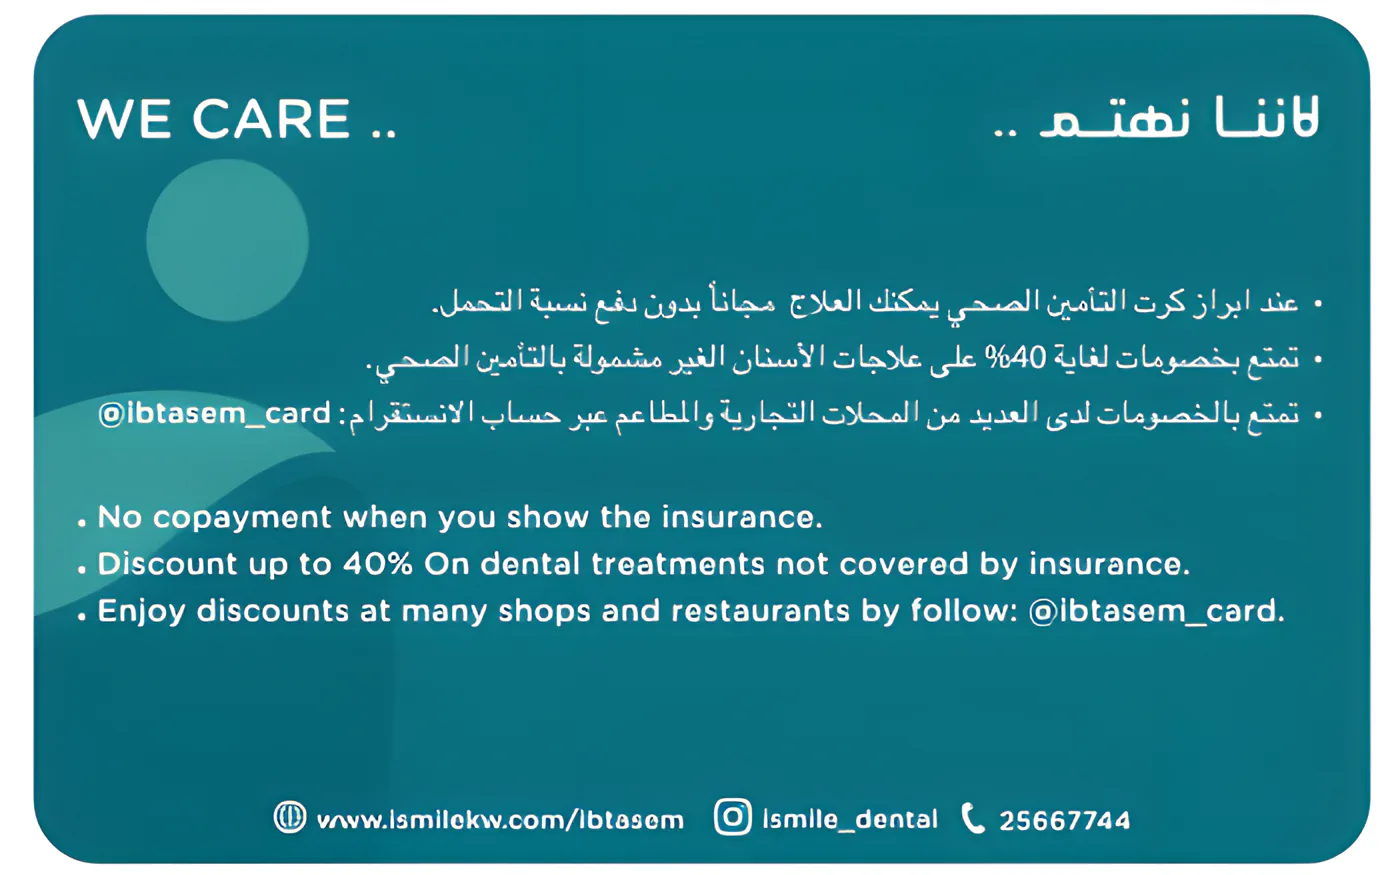 WE CARE ..
لاننا نهتم ..
• عند ابراز كرت التأمين الصحي يمكنك العلاج مجاناً بدون دفع نسبة التحمل.
• تمتع بخصومات لغاية 40% على علاجات الأسنان الغير مشمولة بالتأمين الصحي.
• تمتع بالخصومات لدى العديد من المحلات التجارية والمطاعم عبر حساب الانستقرام: @ibtasem_card
. No copayment when you show the insurance.
. Discount up to 40% On dental treatments not covered by insurance.
. Enjoy discounts at many shops and restaurants by follow: @ibtasem_card.
www.ismilekw.com/ibtasem ismile_dental 25667744